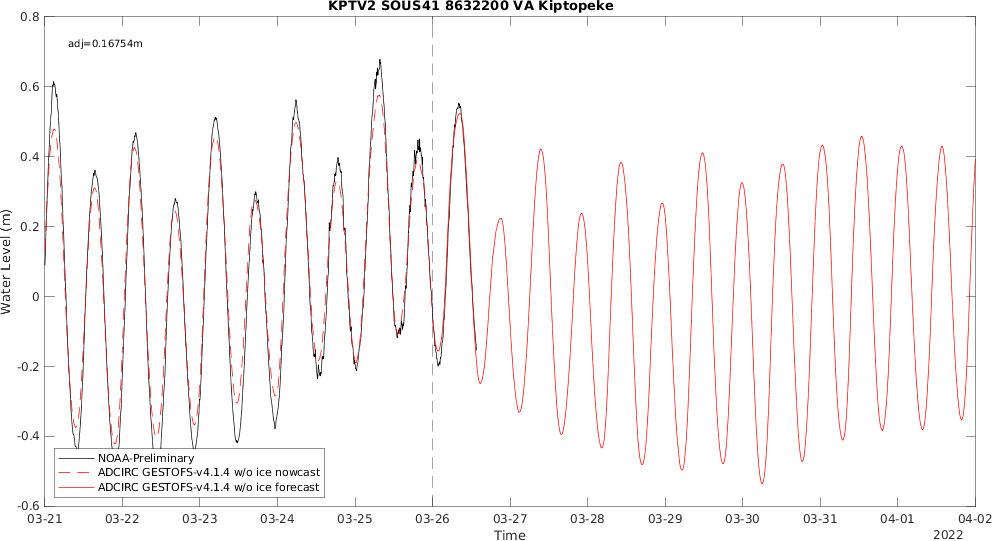 KPTV2 SOUS41 8632200 VA Kiptopeke
adj=0.16754m
Water Level (m)
0.8
0.6
0.4
0.2
0
-0.2
-0.4
-0.6
NOAA-Preliminary
ADCIRC GESTOFS-v4.1.4 w/o ice nowcast
ADCIRC GESTOFS-v4.1.4 w/o ice forecast
03-21 03-22 03-23 03-24 03-25 03-26 03-27 03-28 03-29 03-30 03-31 04-01 04-02
Time
2022